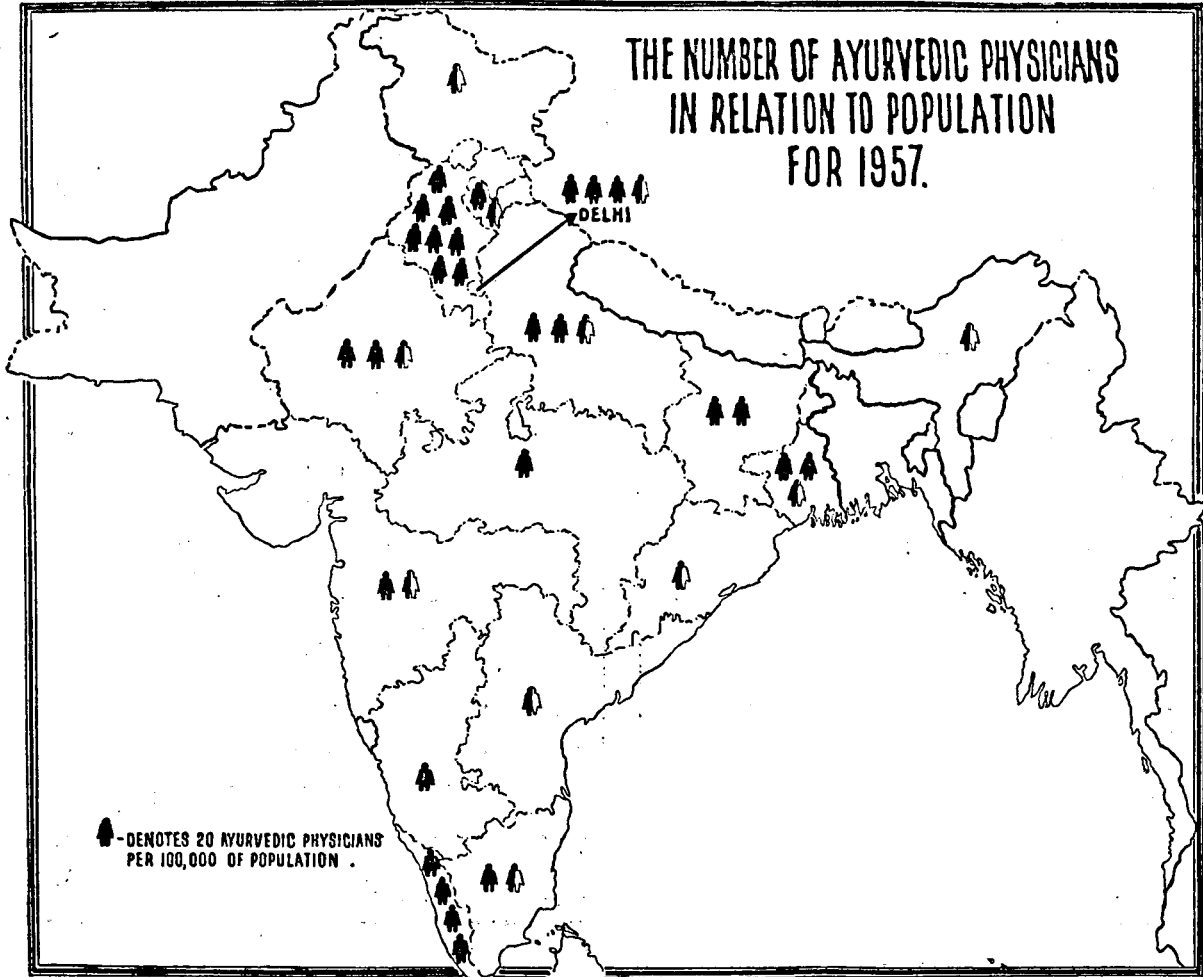 THE NUMBER OF AYURVEDIC PHYSICIANS
IN RELATION TO POPULATION
FOR 1957.
DELHI
-DENOTES 20 AYURVEDIC PHYSICIANS
PER 100,000 OF POPULATION .